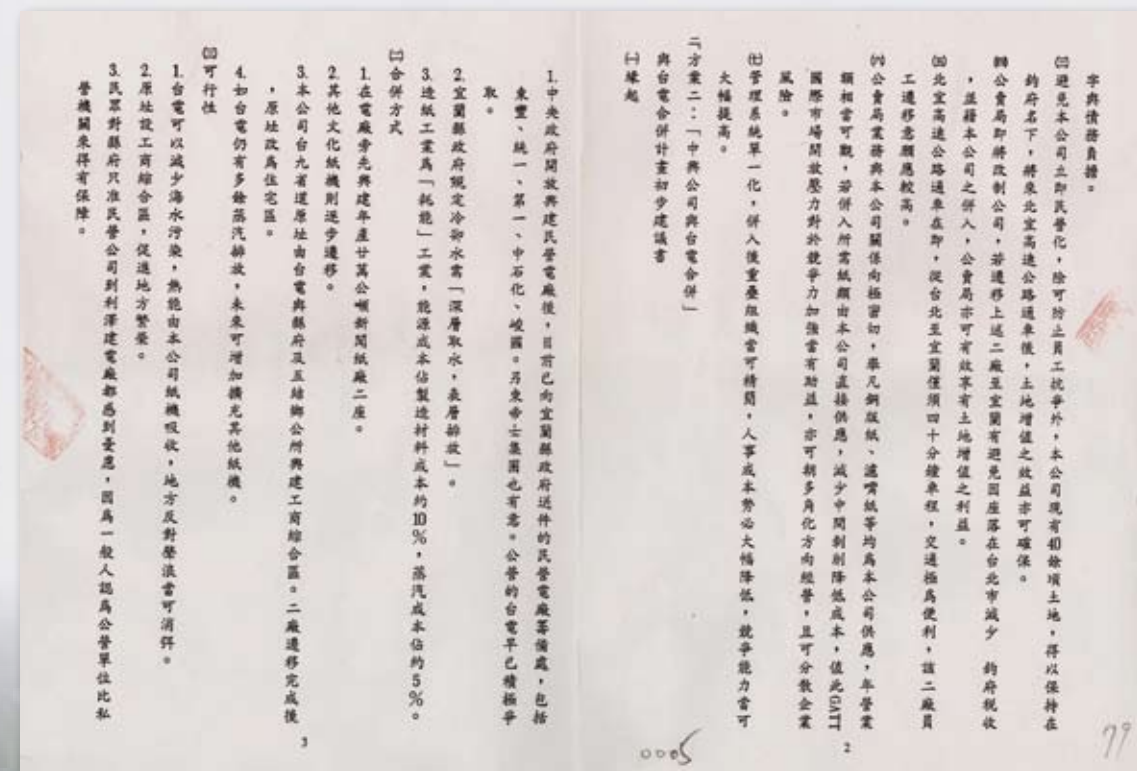 字與債務負擔。
㈢避免本公司立即民營化,除可防止員工抗爭外,本公司現有40餘頃土地,得以保持在
鈞府名下,將來北宜高速公路通車後,土地增值之效益亦可確保。
㈣公賣局即將改制公司,若遷移上述二廠至宜蘭有避免因座落在台北市減少 鈞府稅收
,並藉本公司之併入,公賣局亦可有效享有土地增值之利益。
㈤北宜高速公路通車在即,從台北至宜蘭僅須四十分鐘車程,交通極為便利,該二廠員
工遷移意願應較高。
㈥公賣局業務與本公司關係向極密切,舉凡銅版紙、濾嘴紙等均為本公司供應,年營業
額相當可觀,若併入所需紙類由本公司直接供應,減少中間剝削降低成本,值此GATT
國際市場開放壓力對於競爭力加強當有助益,亦可朝多角化方向經營,且可分散企業
風險。
㈦管理系統單一化,併入後重疊組織當可精簡,人事成本勢必大幅降低,競爭能力當可
大幅提高。
二、方案二:「中興公司與台電合併」
與台電合併計畫初步建議書
㈠緣起
2
79
0005
1.中央政府開放興建民營電廠後,目前已向宜蘭縣政府送件的民營電廠籌備處,包括
東豐、統一、第一、中石化、峻國。另東帝士集團也有意。公營的台電早已積極爭
取。
2.宜蘭縣政府規定冷卻水需「深層取水,表層排放」。
3.造紙工業為「耗能」工業,能源成本佔製造材料成本約10%,蒸汽成本佔約5%。
㈡合併方式
1.在電廠旁先興建年產廿萬公噸新聞紙廠二座。
2.其他文化紙機則逐步遷移。
3.本公司台九省道原址由台電與縣府及五結鄉公所興建工商綜合區。二廠遷移完成後
,原址改為住宅區。
4.如台電仍有多餘蒸汽排放,未來可增加擴充其他紙機。
㈢可行性
1.台電可以減少海水污染,熱能由本公司紙機吸收,地方反對聲浪當可消弭。
2.原址設工商綜合區,促進地方繁榮。
3.民眾對縣府只准民營公司到利澤建電廠都感到憂慮,因為一般人認為公營單位比私
營機關來得有保障。
3